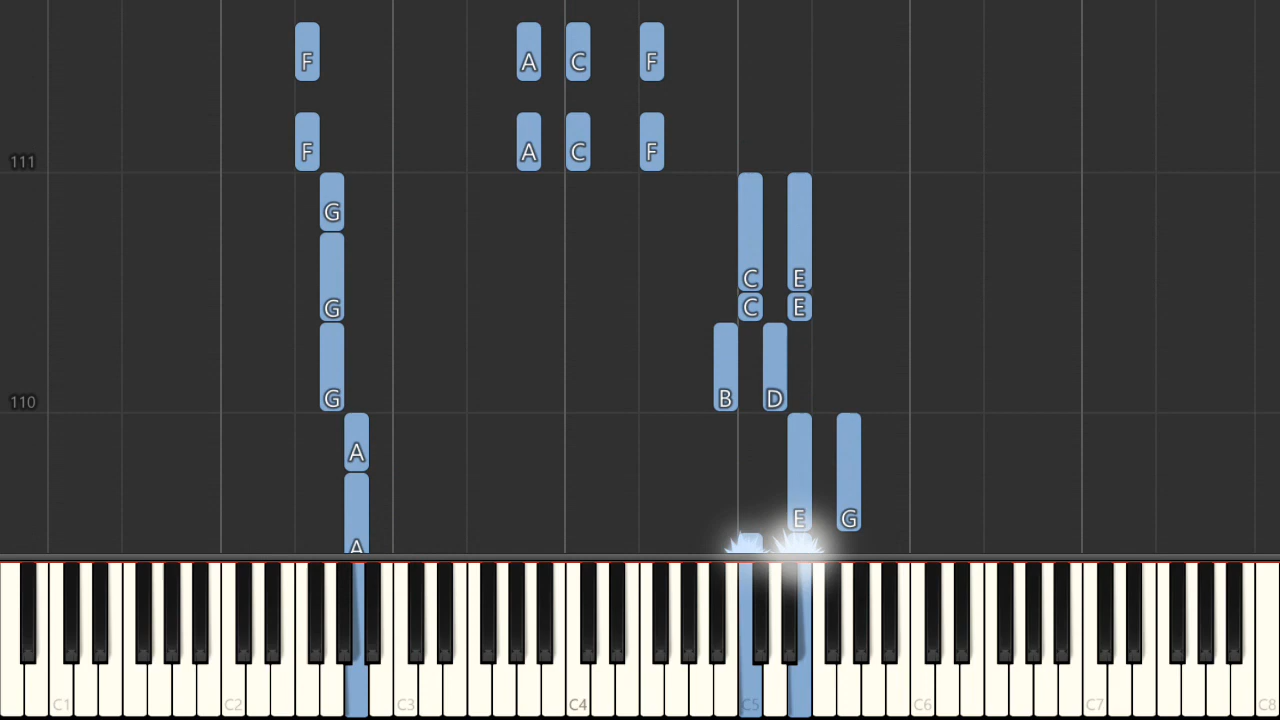 F A C F
F A C F
111
G C E
G C E
G B D
110
A E G
A
C1 C2 C3 C4 C5 C6 C7 C8